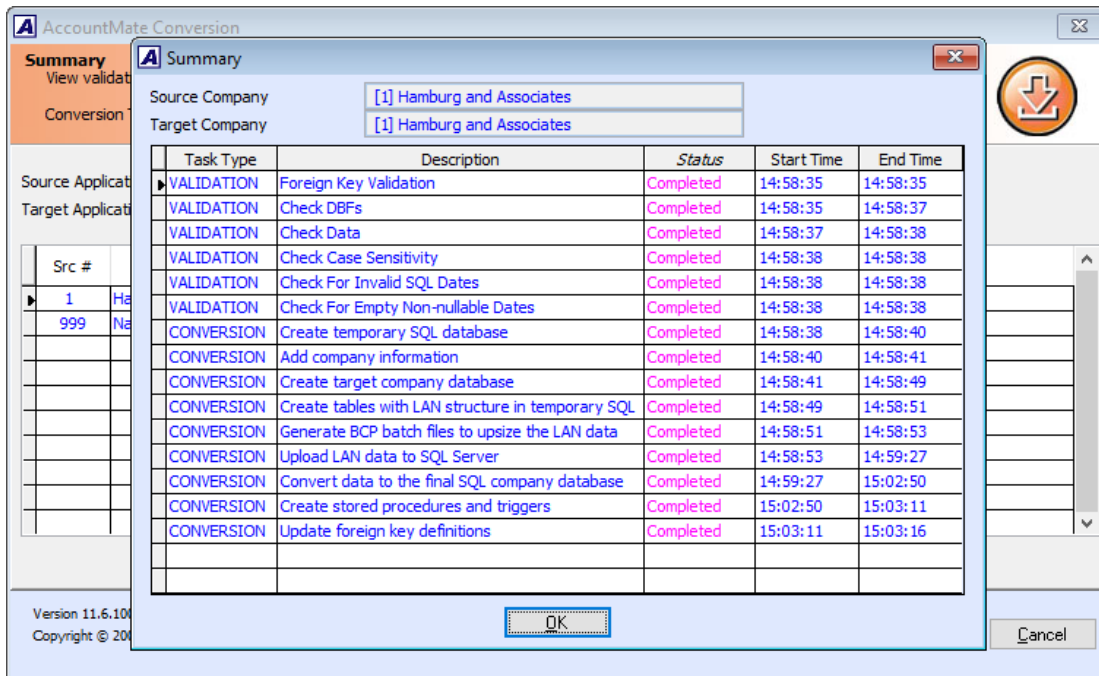 AccountMate Conversion
Summary
View validat
Conversion
Source Applicat
Target Applicati
Src #
1 Ha
999 Na
Version 11.6.100
Copyright © 200
Cancel
Summary
Source Company [1] Hamburg and Associates
Target Company [1] Hamburg and Associates
Task Type Description Status Start Time End Time
VALIDATION Foreign Key Validation Completed 14:58:35 14:58:35
VALIDATION Check DBFs Completed 14:58:35 14:58:37
VALIDATION Check Data Completed 14:58:37 14:58:38
VALIDATION Check Case Sensitivity Completed 14:58:38 14:58:38
VALIDATION Check For Invalid SQL Dates Completed 14:58:38 14:58:38
VALIDATION Check For Empty Non-nullable Dates Completed 14:58:38 14:58:38
CONVERSION Create temporary SQL database Completed 14:58:38 14:58:40
CONVERSION Add company information Completed 14:58:40 14:58:41
CONVERSION Create target company database Completed 14:58:41 14:58:49
CONVERSION Create tables with LAN structure in temporary SQL Completed 14:58:49 14:58:51
CONVERSION Generate BCP batch files to upsize the LAN data Completed 14:58:51 14:58:53
CONVERSION Upload LAN data to SQL Server Completed 14:58:53 14:59:27
CONVERSION Convert data to the final SQL company database Completed 14:59:27 15:02:50
CONVERSION Create stored procedures and triggers Completed 15:02:50 15:03:11
CONVERSION Update foreign key definitions Completed 15:03:11 15:03:16
OK